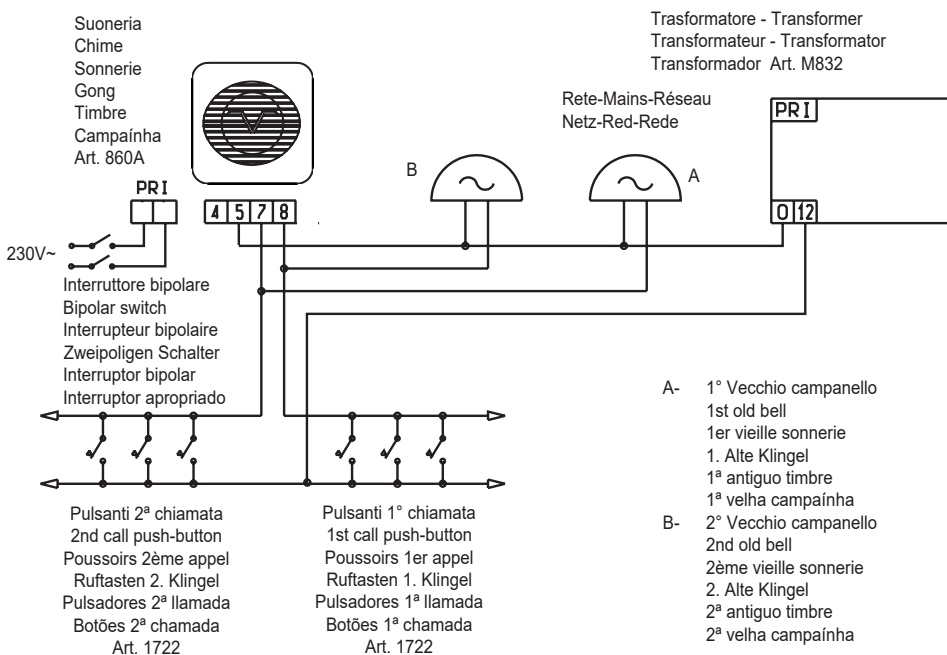 Suoneria
Chime
Sonnerie
Gong
Timbre
Campaínha
Art. 860A
PRI
4 5 7 8
230V~
Interruttore bipolare
Bipolar switch
Interrupteur bipolaire
Zweipoligen Schalter
Interruptor bipolar
Interruptor apropriado
Trasformatore - Transformer
Transformateur - Transformator
Transformador Art. M832
Rete-Mains-Réseau
Netz-Red-Rede
PRI
0 12
B
A
Pulsanti 2ª chiamata
2nd call push-button
Poussoirs 2ème appel
Ruftasten 2. Klingel
Pulsadores 2ª llamada
Botões 2ª chamada
Art. 1722
Pulsanti 1° chiamata
1st call push-button
Poussoirs 1er appel
Ruftasten 1. Klingel
Pulsadores 1ª llamada
Botões 1ª chamada
Art. 1722
A- 1° Vecchio campanello
1st old bell
1er vieille sonnerie
1. Alte Klingel
1ª antiguo timbre
1ª velha campaínha
B- 2° Vecchio campanello
2nd old bell
2ème vieille sonnerie
2. Alte Klingel
2ª antiguo timbre
2ª velha campaínha